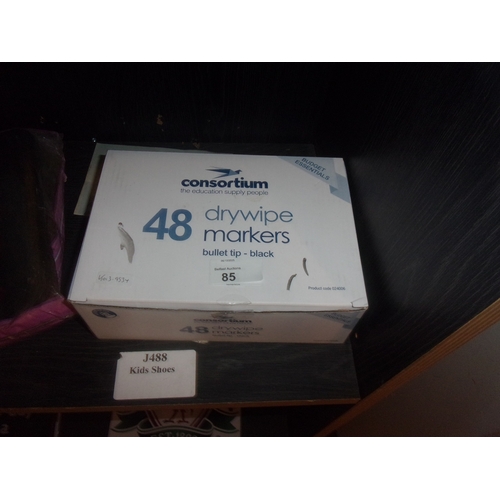 BUDGET
ESSENTIALS
consortium
the education supply people
48 drywipe
markers
bullet tip - black
85
consortium
48 drywipe
markers
J488
Kids Shoes